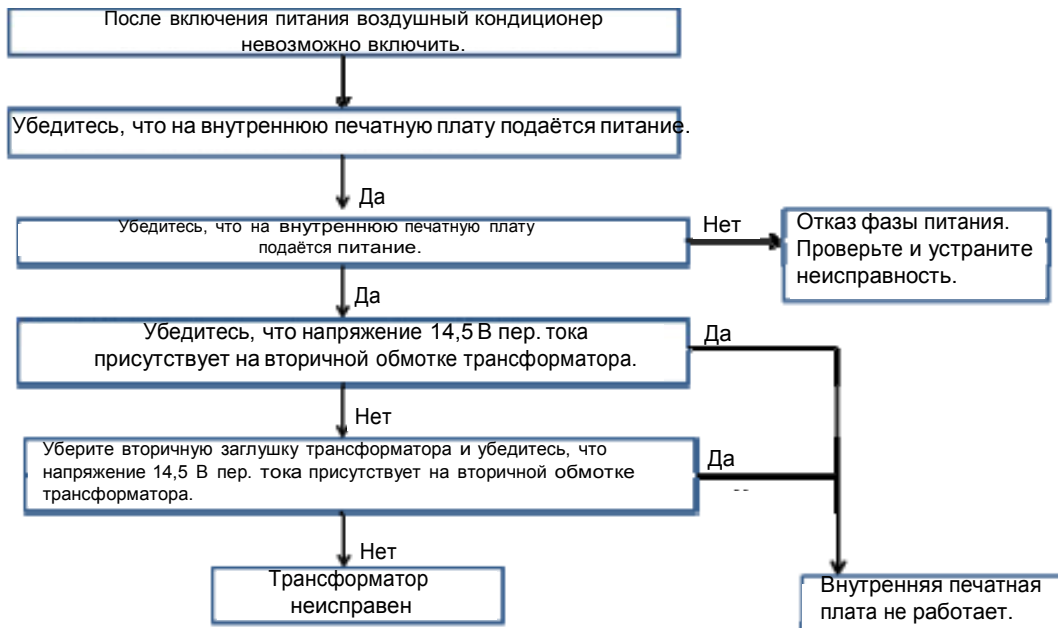 После включения питания воздушный кондиционер
невозможно включить.
Убедитесь, что на внутреннюю печатную плату подаётся питание.
Да
Убедитесь, что на внутреннюю печатную плату
подаётся питание.
Нет
Отказ фазы питания.
Проверьте и устраните
неисправность.
Да
Убедитесь, что напряжение 14,5 В пер. тока
присутствует на вторичной обмотке трансформатора.
Да
Нет
Уберите вторичную заглушку трансформатора и убедитесь, что
напряжение 14,5 В пер. тока присутствует на вторичной обмотке
трансформатора.
Да
Нет
Трансформатор
неисправен
Внутренняя печатная
плата не работает.